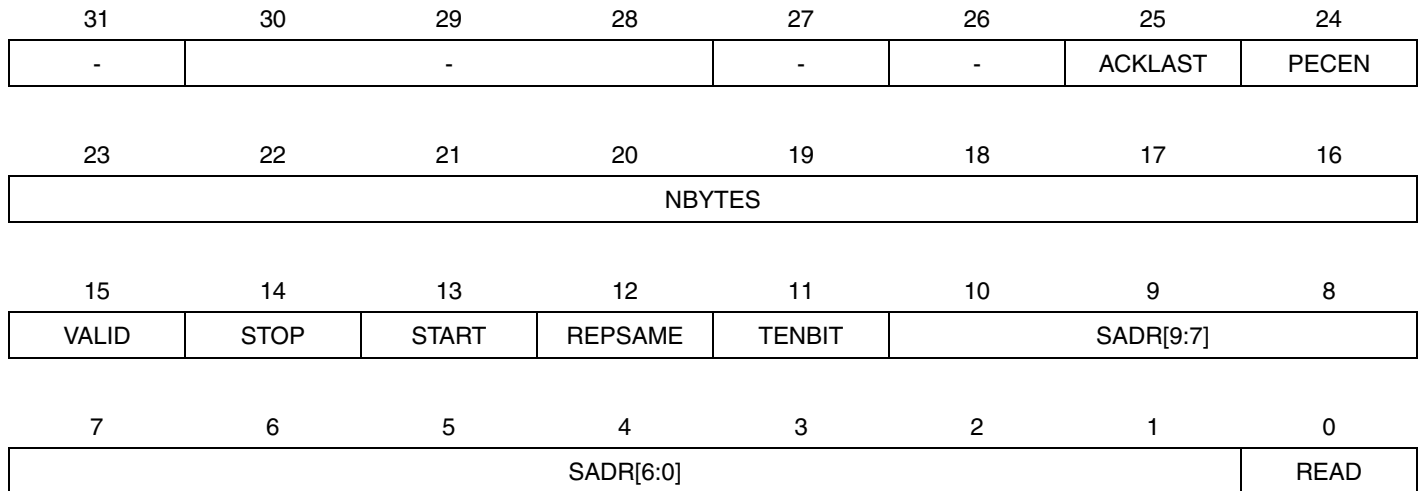 31 30 29 28 27 26 25 24
- - - - ACKLAST PECEN
23 22 21 20 19 18 17 16
NBYTES
15 14 13 12 11 10 9 8
VALID STOP START REPSAME TENBIT SADR[9:7]
7 6 5 4 3 2 1 0
SADR[6:0] READ